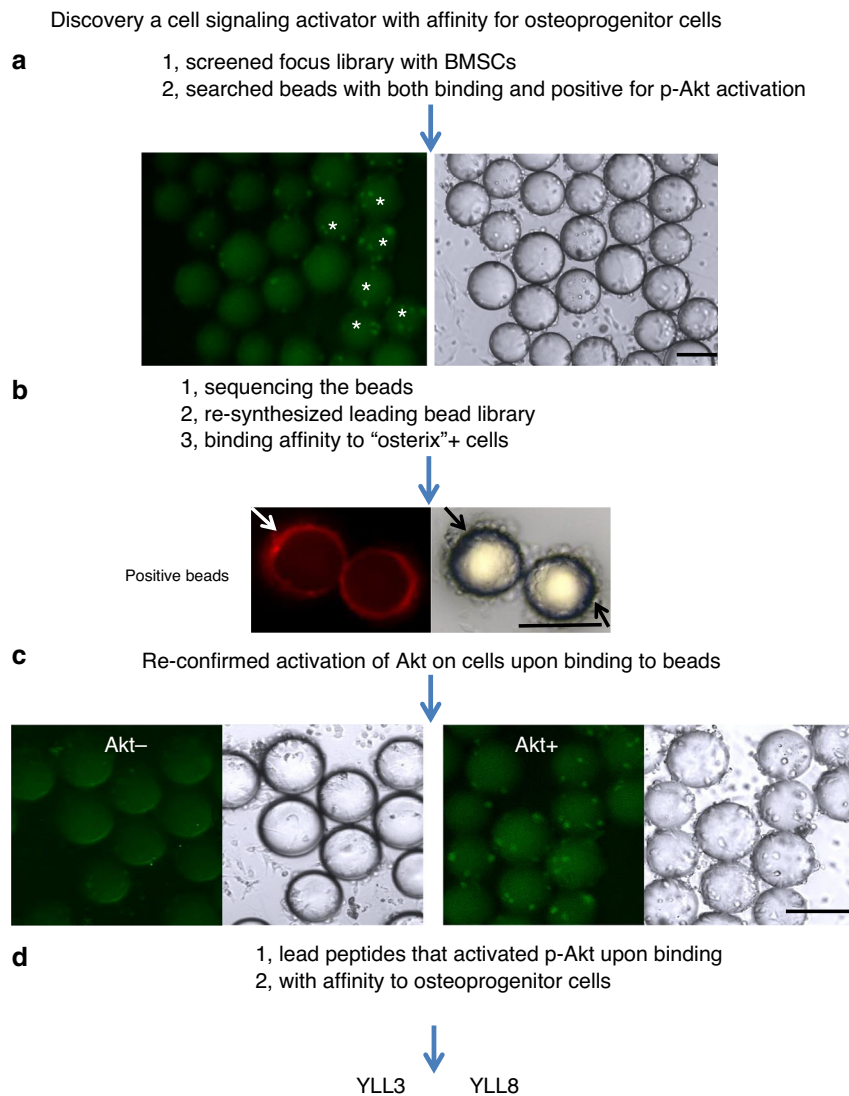 Discovery a cell signaling activator with affinity for osteoprogenitor cells
a
1, screened focus library with BMSCs
2, searched beads with both binding and positive for p-Akt activation
*
*
*
*
*
*
b
1, sequencing the beads
2, re-synthesized leading bead library
3, binding affinity to “osterix”+ cells
Positive beads
c
Re-confirmed activation of Akt on cells upon binding to beads
Akt–
Akt+
d
1, lead peptides that activated p-Akt upon binding
2, with affinity to osteoprogenitor cells
YLL3 YLL8